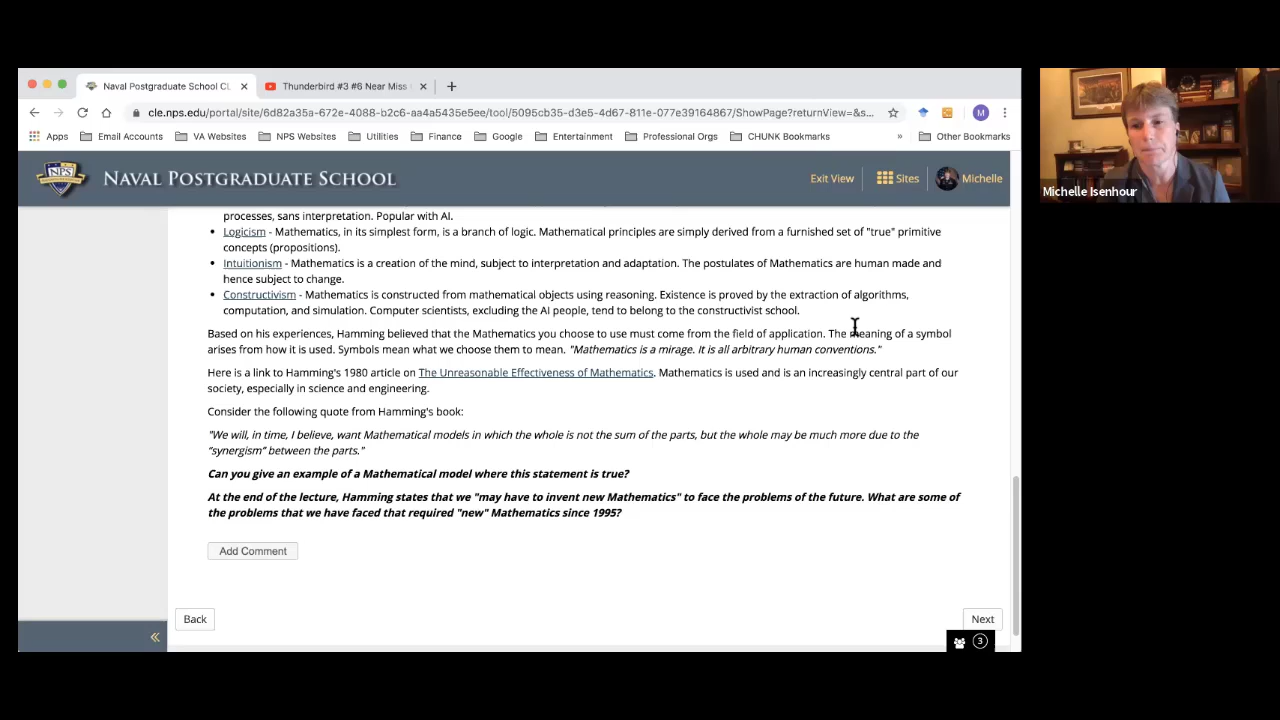 Naval Postgraduate School CL
Thunderbird #3 #6 Near Miss
cle.nps.edu/portal/site/6d82a35a-672e-4088-b2c6-aa4a5435e5ee/tool/5095cb35-d3e5-4d67-811e-077e39164867/ShowPage?returnView=&s...
M
Apps
Email Accounts
VA Websites
NPS Websites
Utilities
Finance
Google
Entertainment
Professional Orgs
CHUNK Bookmarks
»
Other Bookmarks
NPS
NAVAL POSTGRADUATE SCHOOL
Exit View
Sites
Michelle
processes, sans interpretation. Popular with AI.
• Logicism - Mathematics, in its simplest form, is a branch of logic. Mathematical principles are simply derived from a furnished set of "true" primitive
concepts (propositions).
• Intuitionism - Mathematics is a creation of the mind, subject to interpretation and adaptation. The postulates of Mathematics are human made and
hence subject to change.
• Constructivism - Mathematics is constructed from mathematical objects using reasoning. Existence is proved by the extraction of algorithms,
computation, and simulation. Computer scientists, excluding the AI people, tend to belong to the constructivist school.
Based on his experiences, Hamming believed that the Mathematics you choose to use must come from the field of application. The meaning of a symbol
arises from how it is used. Symbols mean what we choose them to mean. "Mathematics is a mirage. It is all arbitrary human conventions."
Here is a link to Hamming's 1980 article on The Unreasonable Effectiveness of Mathematics. Mathematics is used and is an increasingly central part of our
society, especially in science and engineering.
Consider the following quote from Hamming's book:
"We will, in time, I believe, want Mathematical models in which the whole is not the sum of the parts, but the whole may be much more due to the
"synergism" between the parts."
Can you give an example of a Mathematical model where this statement is true?
At the end of the lecture, Hamming states that we "may have to invent new Mathematics" to face the problems of the future. What are some of
the problems that we have faced that required "new" Mathematics since 1995?
Add Comment
Back
Next
«
3
Michelle Isenhour